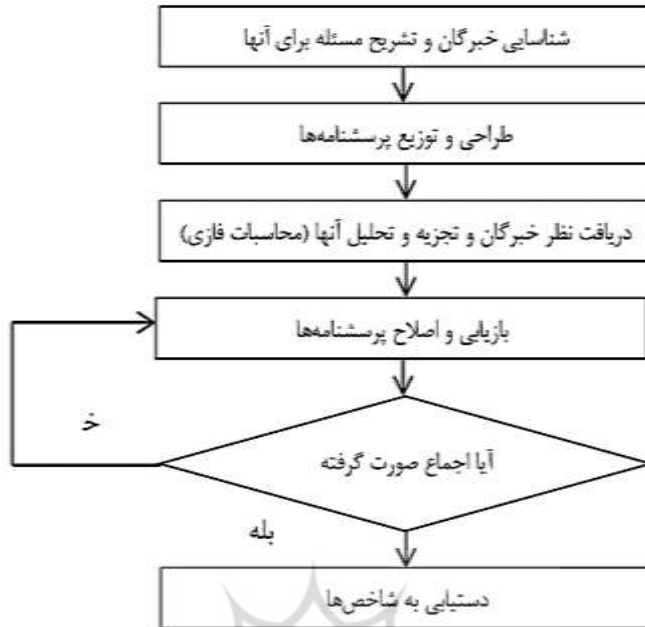 شناسایی خبرگان و تشریح مسئله برای آنها
طراحی و توزیع پرسشنامه‌ها
دریافت نظر خبرگان و تجزیه و تحلیل آنها (محاسبات فازی)
بازیابی و اصلاح پرسشنامه‌ها
خ
آیا اجماع صورت گرفته
بله
دستیابی به شاخص‌ها